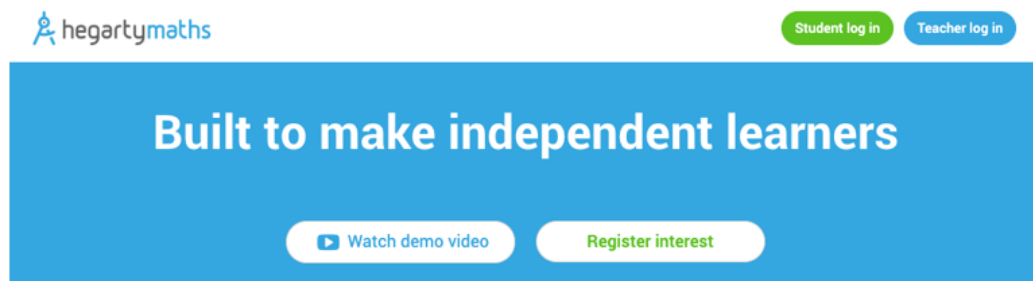 hegartymaths
Student log in
Teacher log in
Built to make independent learners
Watch demo video
Register interest